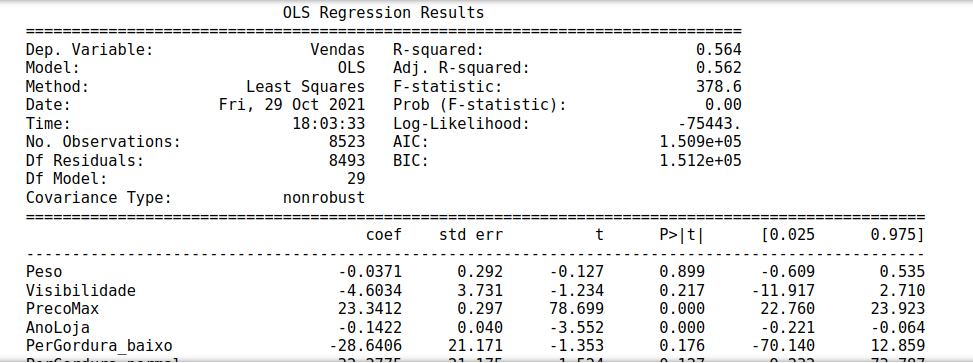 OLS Regression Results
==============================================================================
Dep. Variable: Vendas R-squared: 0.564
Model: OLS Adj. R-squared: 0.562
Method: Least Squares F-statistic: 378.6
Date: Fri, 29 Oct 2021 Prob (F-statistic): 0.00
Time: 18:03:33 Log-Likelihood: -75443.
No. Observations: 8523 AIC: 1.509e+05
Df Residuals: 8493 BIC: 1.512e+05
Df Model: 29
Covariance Type: nonrobust
==================================================================================================
coef std err t P>|t| [0.025 0.975]
--------------------------------------------------------------------------------------------------
Peso -0.0371 0.292 -0.127 0.899 -0.609 0.535
Visibilidade -4.6034 3.731 -1.234 0.217 -11.917 2.710
PrecoMax 23.3412 0.297 78.699 0.000 22.760 23.923
AnoLoja -0.1422 0.040 -3.552 0.000 -0.221 -0.064
PerGordura_baixo -28.6406 21.171 -1.353 0.176 -70.140 12.859